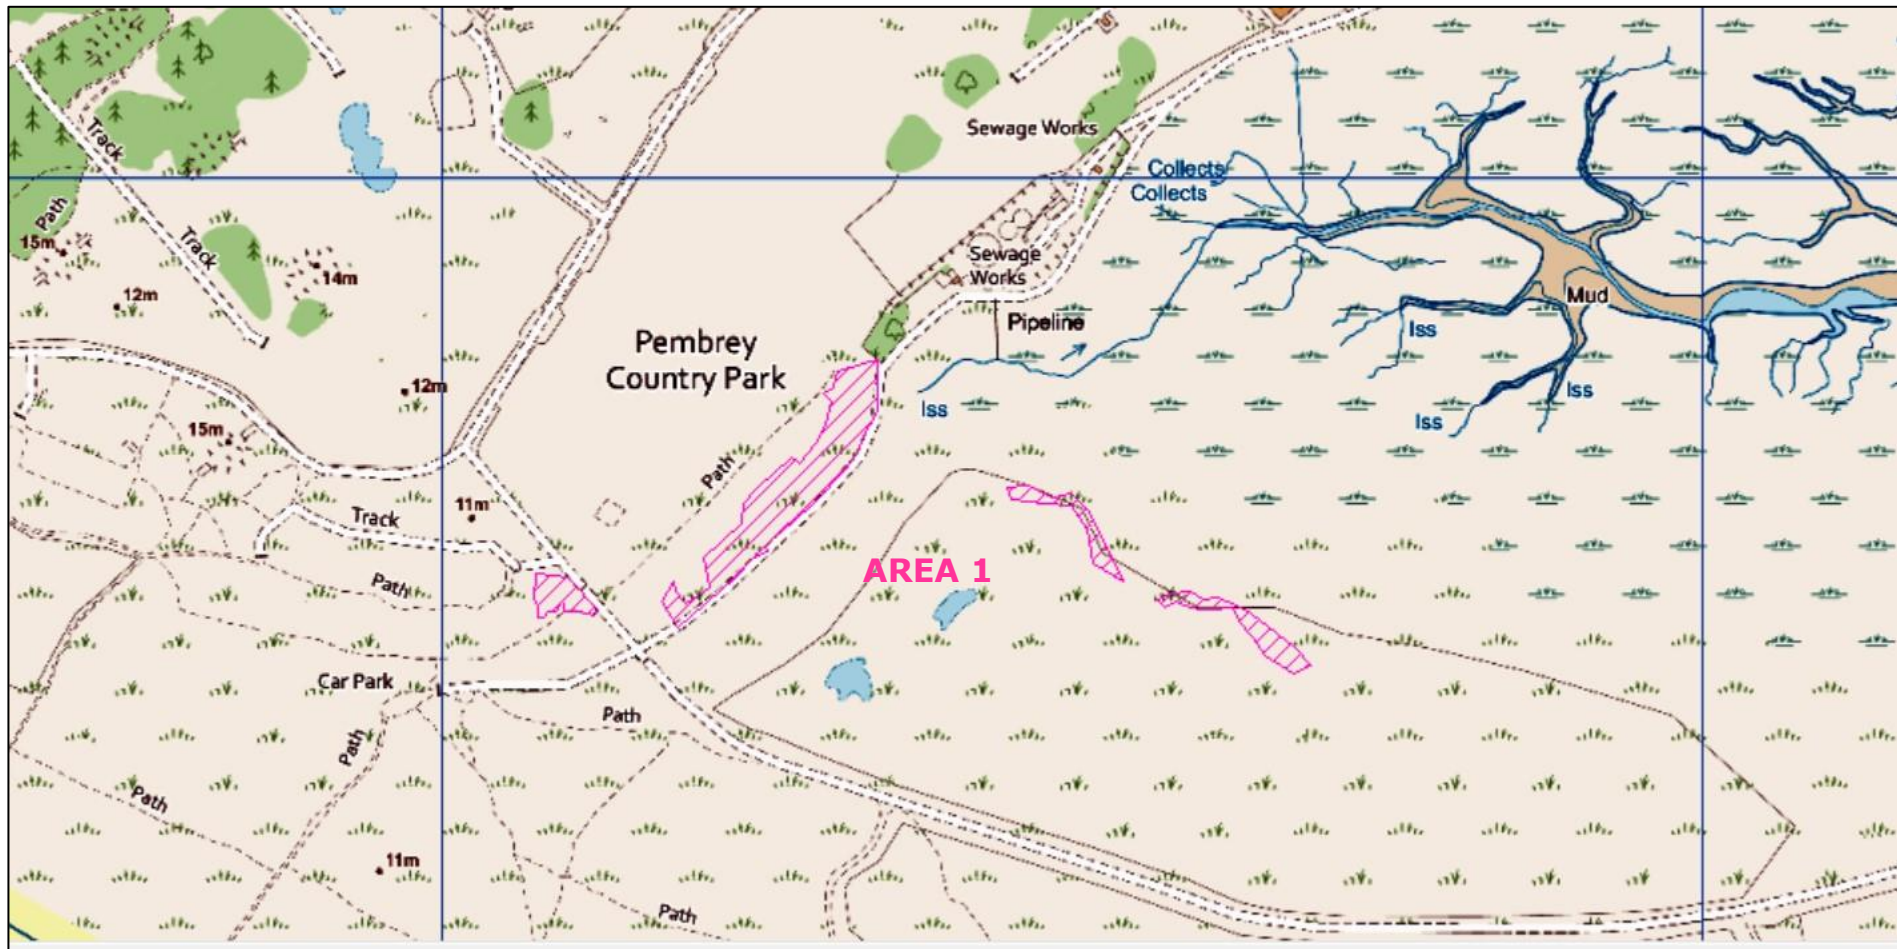 Sewage Works
Track
Collects
Collects
Path
15m
Track
Sewage
Works
14m
12m
Mud
Pipeline
Iss
Pembrey
Country Park
12m
Iss
Iss
Iss
15m
Path
11m
Track
AREA 1
Path
Car Park
Path
Path
Path
11m
Path